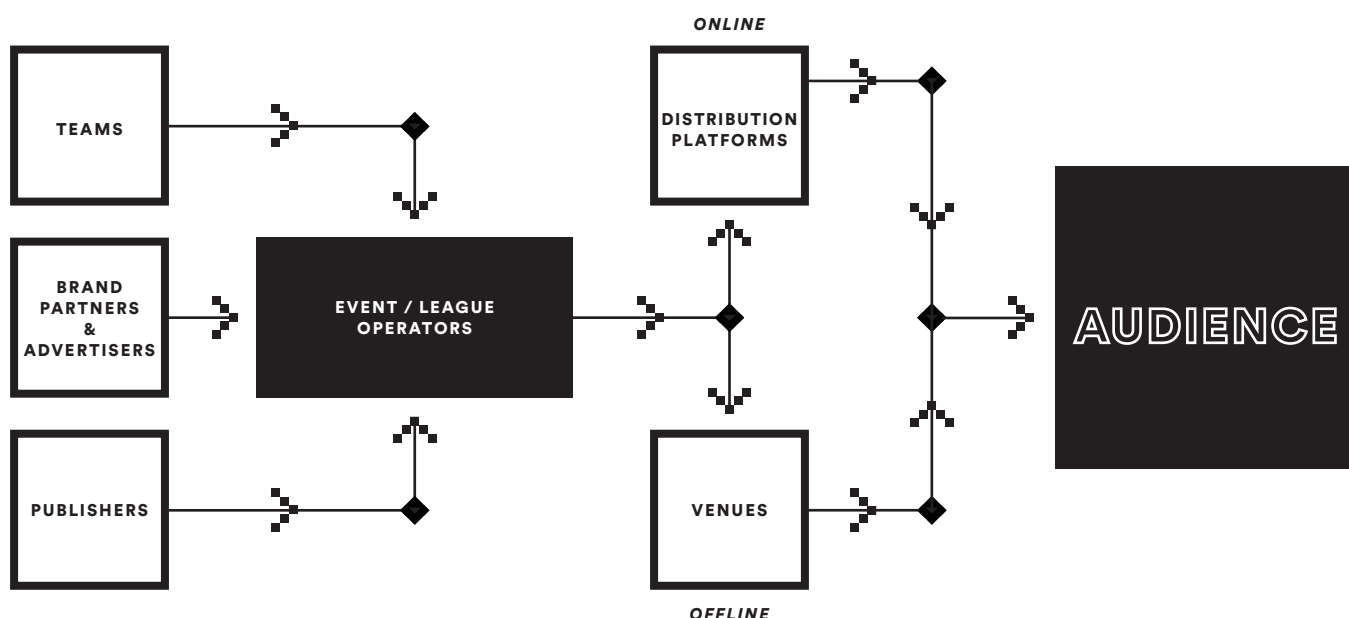 ONLINE
TEAMS
DISTRIBUTION
PLATFORMS
BRAND
PARTNERS
&
ADVERTISERS
EVENT / LEAGUE
OPERATORS
AUDIENCE
PUBLISHERS
VENUES
OFFLINE